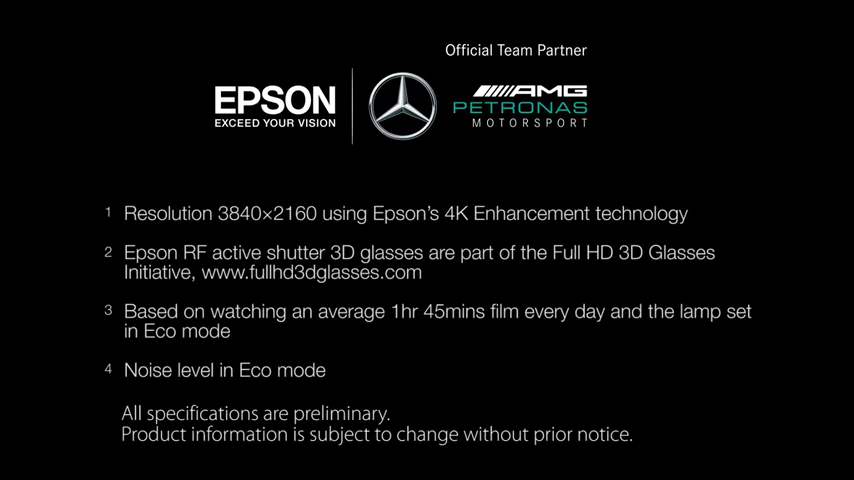 Official Team Partner
EPSON
EXCEED YOUR VISION
AMG
PETRONAS
MOTORSPORT
1 Resolution 3840×2160 using Epson's 4K Enhancement technology
2 Epson RF active shutter 3D glasses are part of the Full HD 3D Glasses
Initiative, www.fullhd3dglasses.com
3 Based on watching an average 1hr 45mins film every day and the lamp set
in Eco mode
4 Noise level in Eco mode
All specifications are preliminary.
Product information is subject to change without prior notice.